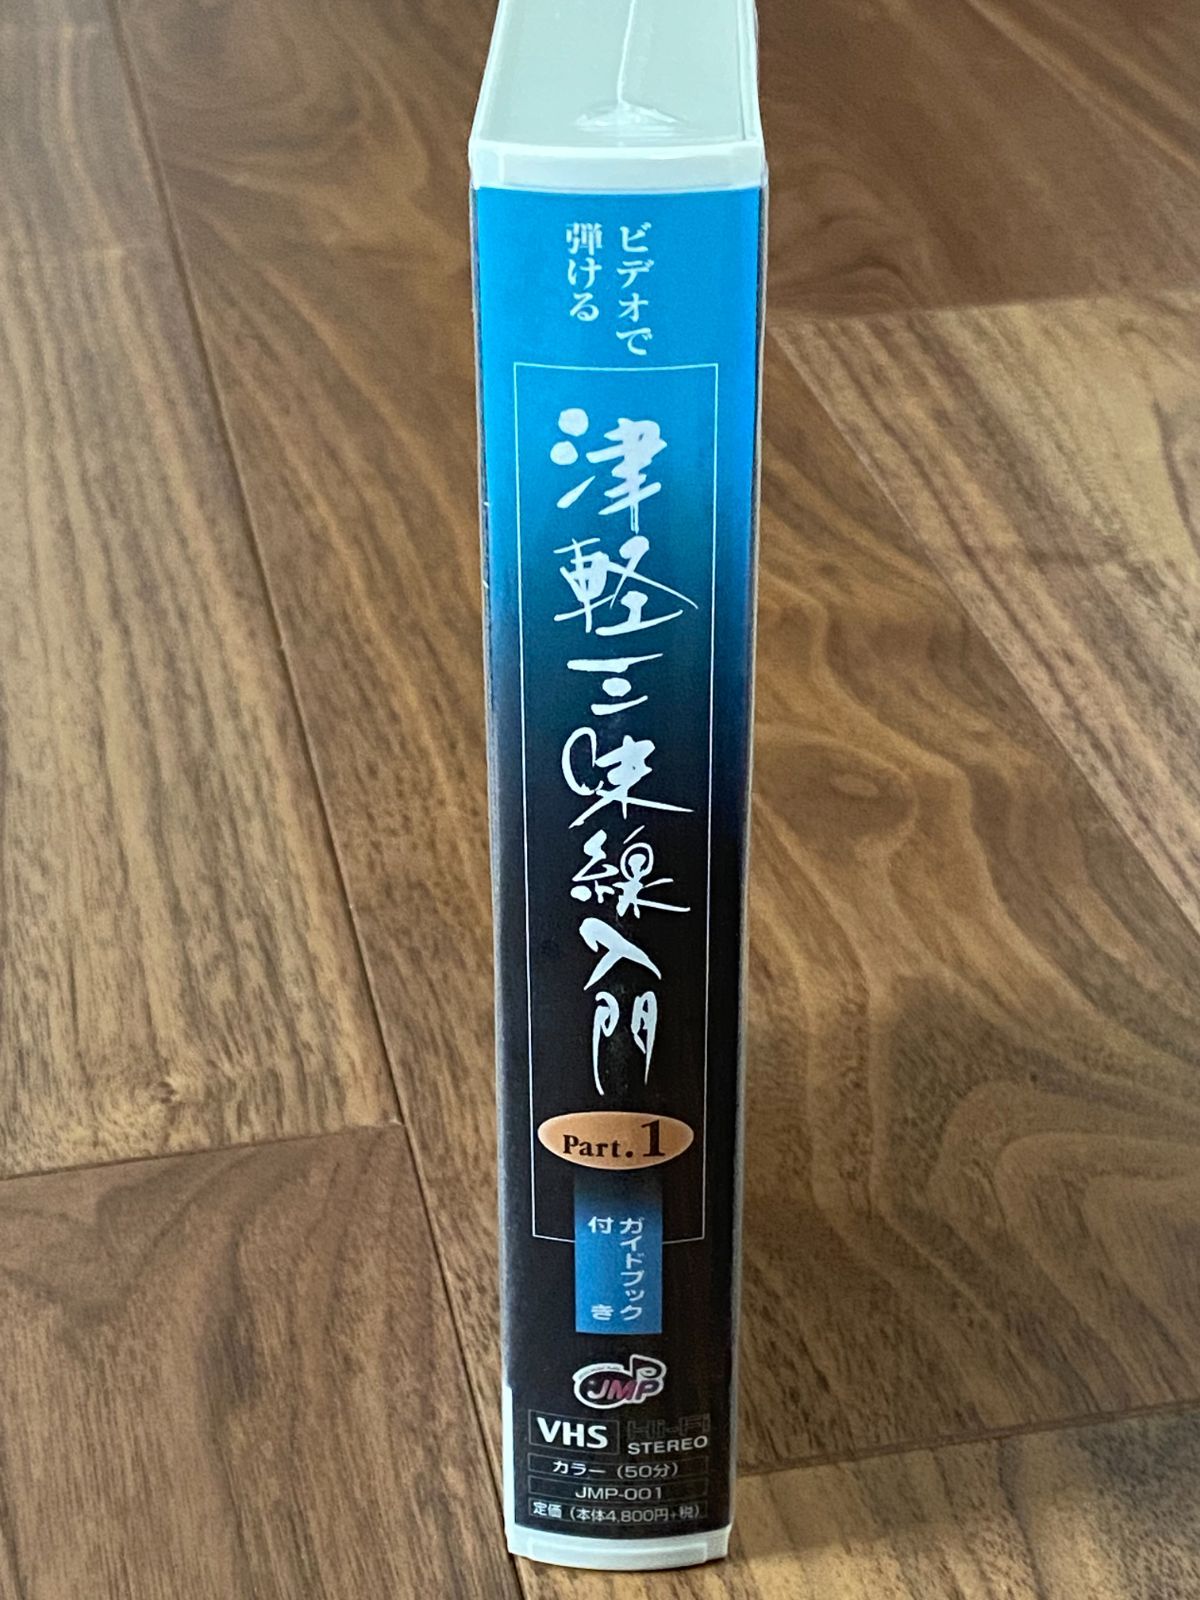 ビデオで
弾ける
津軽三味線入門
Part.1
ガイドブック
付き
JMP
VHS
Hi-Fi
STEREO
カラー（50分）
JMP-001
定価（本体4,800円+税）